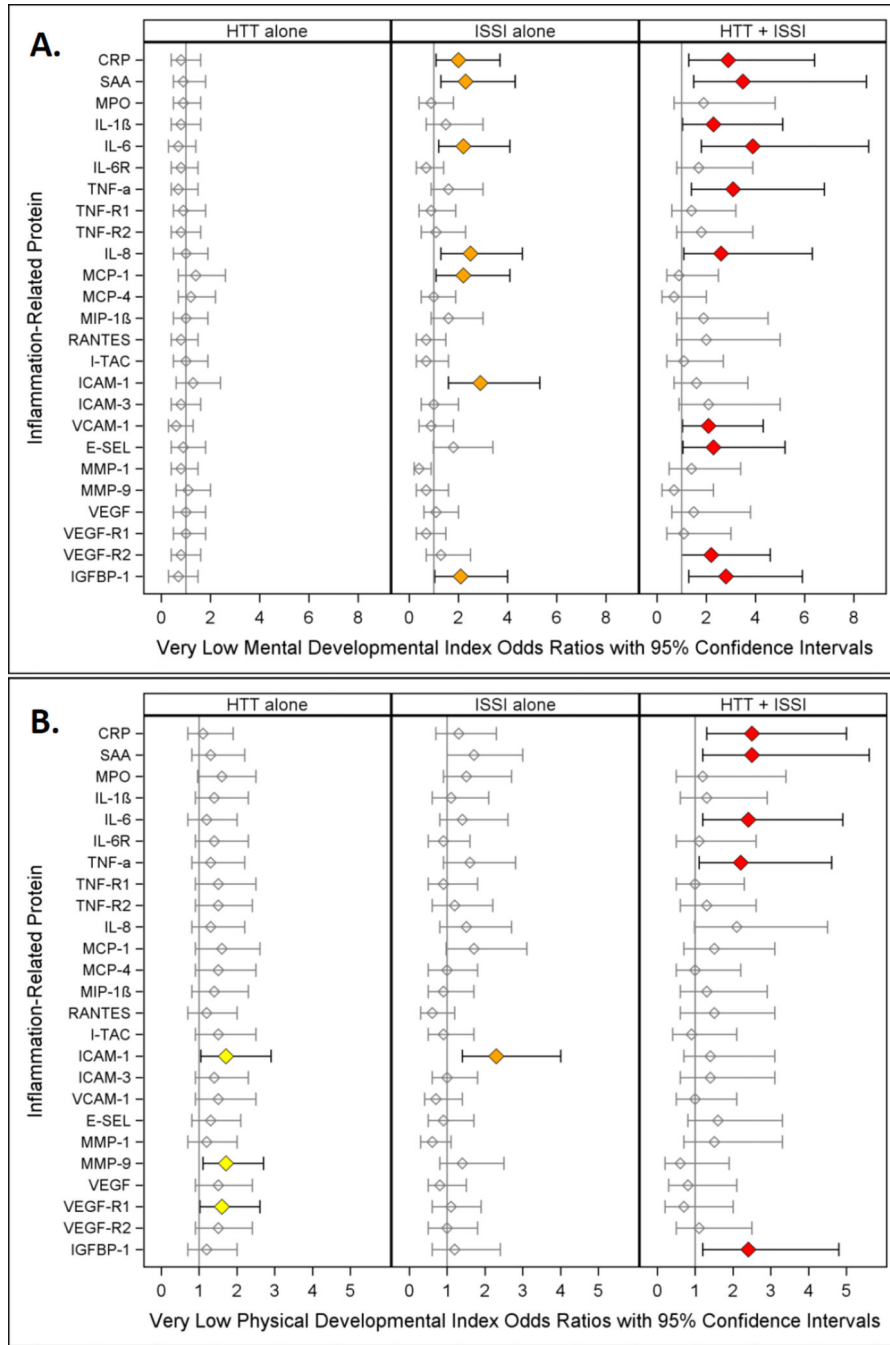 A.
HTT alone
ISSI alone
HTT + ISSI
Inflammation-Related Protein
CRP
SAA
MPO
IL-1ß
IL-6
IL-6R
TNF-a
TNF-R1
TNF-R2
IL-8
MCP-1
MCP-4
MIP-1ß
RANTES
I-TAC
ICAM-1
ICAM-3
VCAM-1
E-SEL
MMP-1
MMP-9
VEGF
VEGF-R1
VEGF-R2
IGFBP-1
0 2 4 6 8 0 2 4 6 8 0 2 4 6 8
Very Low Mental Developmental Index Odds Ratios with 95% Confidence Intervals
B.
HTT alone
ISSI alone
HTT + ISSI
Inflammation-Related Protein
CRP
SAA
MPO
IL-1ß
IL-6
IL-6R
TNF-a
TNF-R1
TNF-R2
IL-8
MCP-1
MCP-4
MIP-1ß
RANTES
I-TAC
ICAM-1
ICAM-3
VCAM-1
E-SEL
MMP-1
MMP-9
VEGF
VEGF-R1
VEGF-R2
IGFBP-1
0 1 2 3 4 5 0 1 2 3 4 5 0 1 2 3 4 5
Very Low Physical Developmental Index Odds Ratios with 95% Confidence Intervals